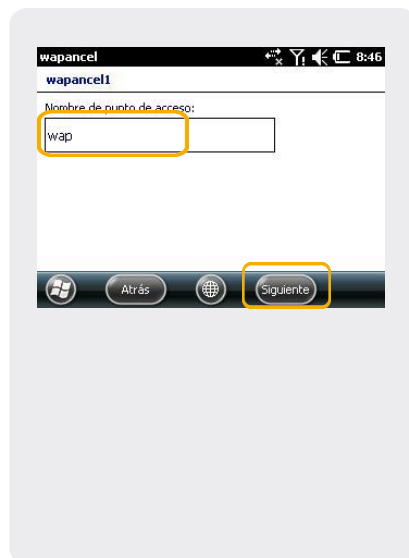 wapancel 8:46
wapancel1
Nombre de punto de acceso:
wap
Atrás Siguiente